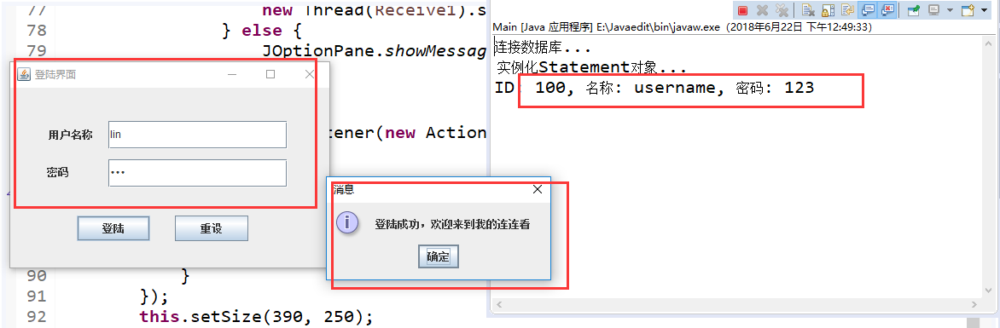 77 new Thread(Receive1).s
78 } else {
79 JOptionPane.showMessag
登陆界面
用户名称 lin
密码 •••
登陆 重设
tener(new Action
90 }
91 });
92 this.setSize(390, 250);
消息
登陆成功，欢迎来到我的连连看
确定
Main [Java 应用程序] E:\Javaedit\bin\javaw.exe（2018年6月22日 下午12:49:33）
连接数据库...
实例化Statement对象...
ID: 100, 名称: username, 密码: 123